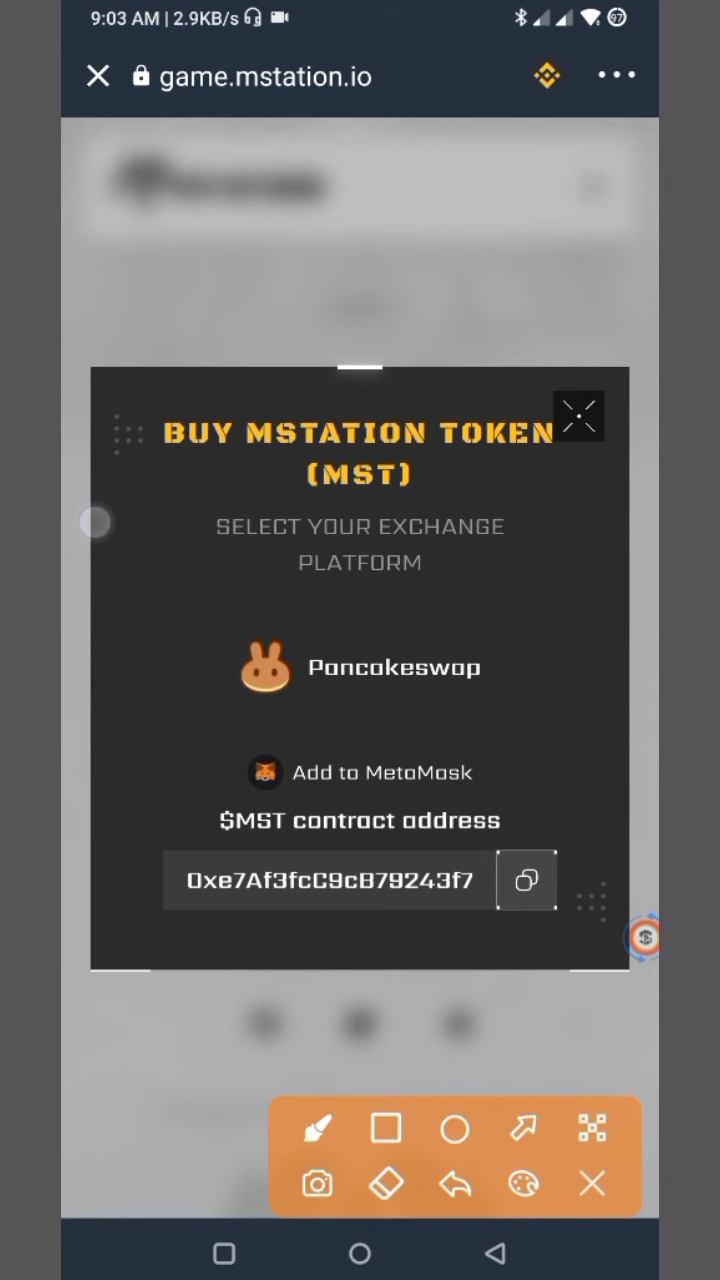 9:03 AM | 2.9KB/s
97
game.mstation.io
BUY MSTATION TOKEN
(MST)
SELECT YOUR EXCHANGE
PLATFORM
Pancakeswap
Add to MetaMask
$MST contract address
0xe7Af3fcC9cB79243f7